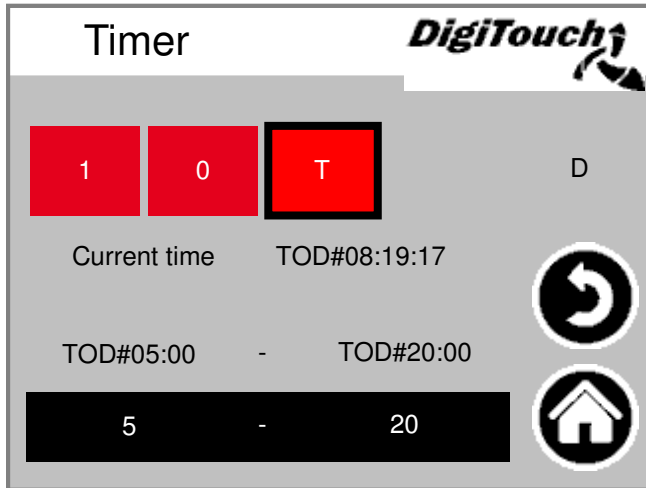 Timer DigiTouch
1 0 T D
Current time TOD#08:19:17
TOD#05:00 - TOD#20:00
5 - 20